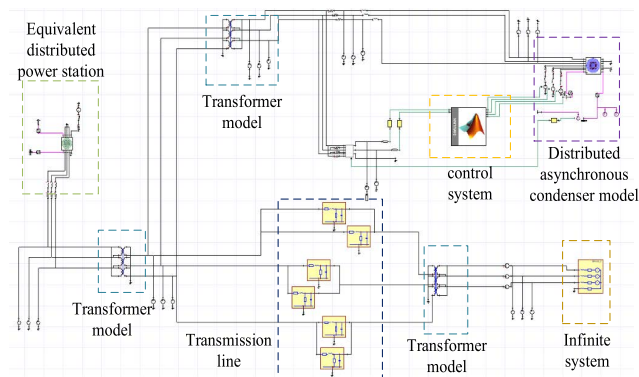 Equivalent
distributed
power station
Transformer
model
control
system
Distributed
asynchronous
condenser model
Transformer
model
Transmission
line
Transformer
model
Infinite
system